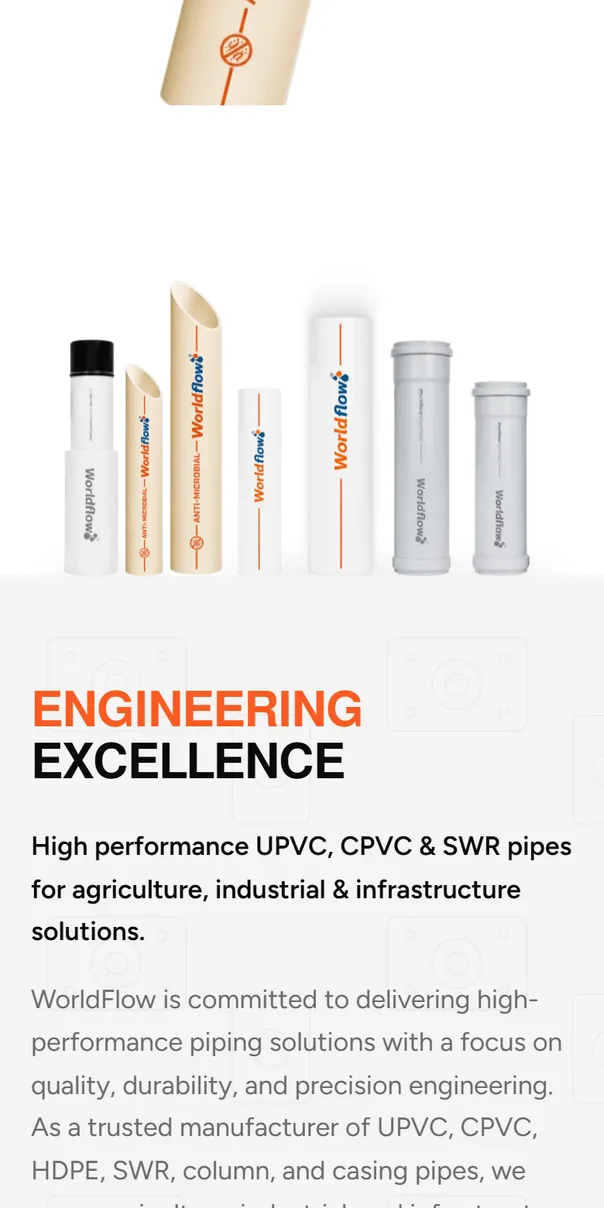 Worldflow
ANTI-MICROBIAL Worldflow
ANTI-MICROBIAL Worldflow
Worldflow
Worldflow
Worldflow
Worldflow
ENGINEERING
EXCELLENCE
High performance UPVC, CPVC & SWR pipes
for agriculture, industrial & infrastructure
solutions.
WorldFlow is committed to delivering high-
performance piping solutions with a focus on
quality, durability, and precision engineering.
As a trusted manufacturer of UPVC, CPVC,
HDPE, SWR, column, and casing pipes, we